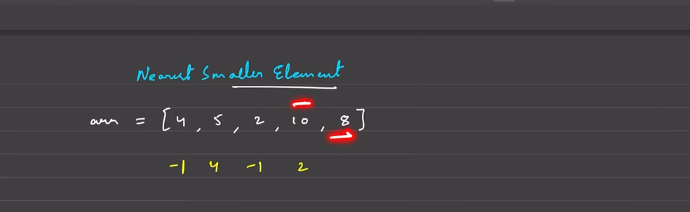 Nearest Smaller Element
arr = [4, 5, 2, 10, 8]
-1 4 -1 2